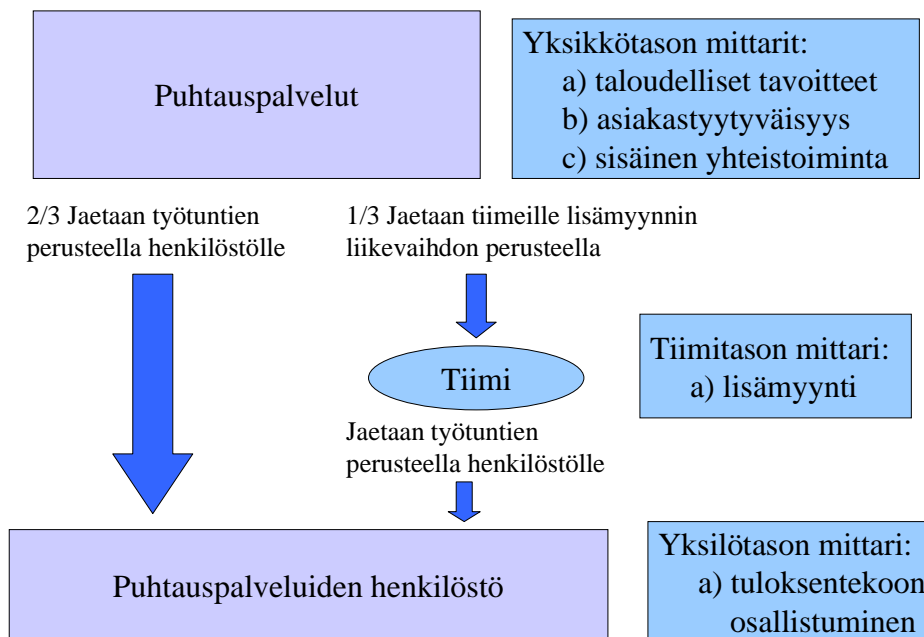 Puhtauspalvelut
Yksikkötason mittarit:
a) taloudelliset tavoitteet
b) asiakastyytyväisyys
c) sisäinen yhteistoiminta
2/3 Jaetaan työtuntien
perusteella henkilöstölle
1/3 Jaetaan tiimeille lisämyynnin
liikevaihdon perusteella
Tiimi
Tiimitason mittari:
a) lisämyynti
Jaetaan työtuntien
perusteella henkilöstölle
Puhtauspalveluiden henkilöstö
Yksilötason mittari:
a) tuloksentekoon
osallistuminen